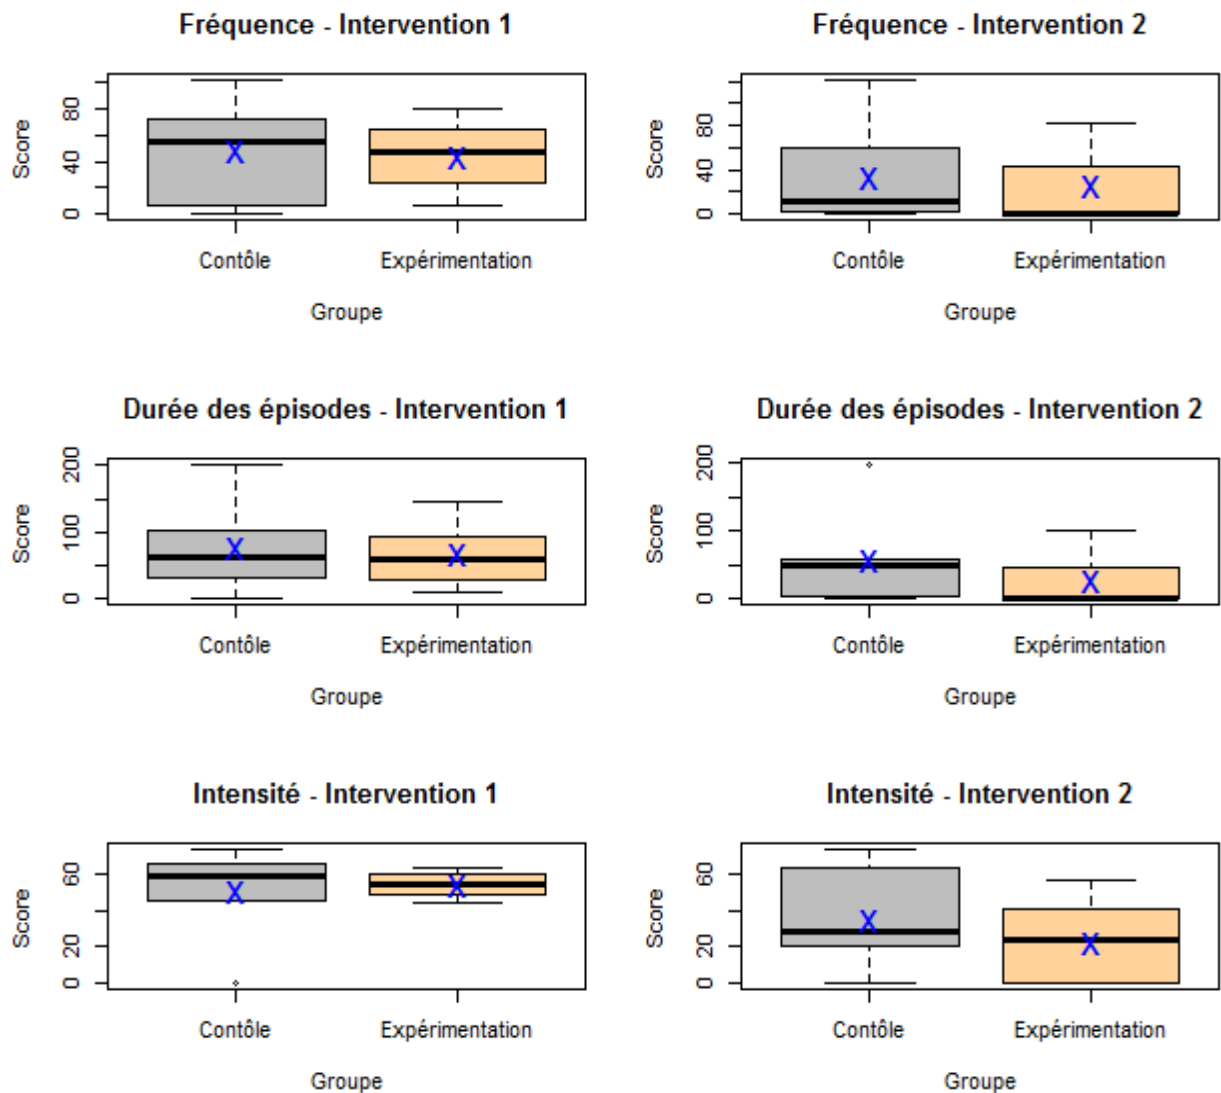 Fréquence - Intervention 1
Score
0
40
80
Contôle
Expérimentation
Groupe
Fréquence - Intervention 2
Score
0
40
80
Contôle
Expérimentation
Groupe
Durée des épisodes - Intervention 1
Score
0
100
200
Contôle
Expérimentation
Groupe
Durée des épisodes - Intervention 2
Score
0
100
200
Contôle
Expérimentation
Groupe
Intensité - Intervention 1
Score
0
20
60
Contôle
Expérimentation
Groupe
Intensité - Intervention 2
Score
0
20
60
Contôle
Expérimentation
Groupe